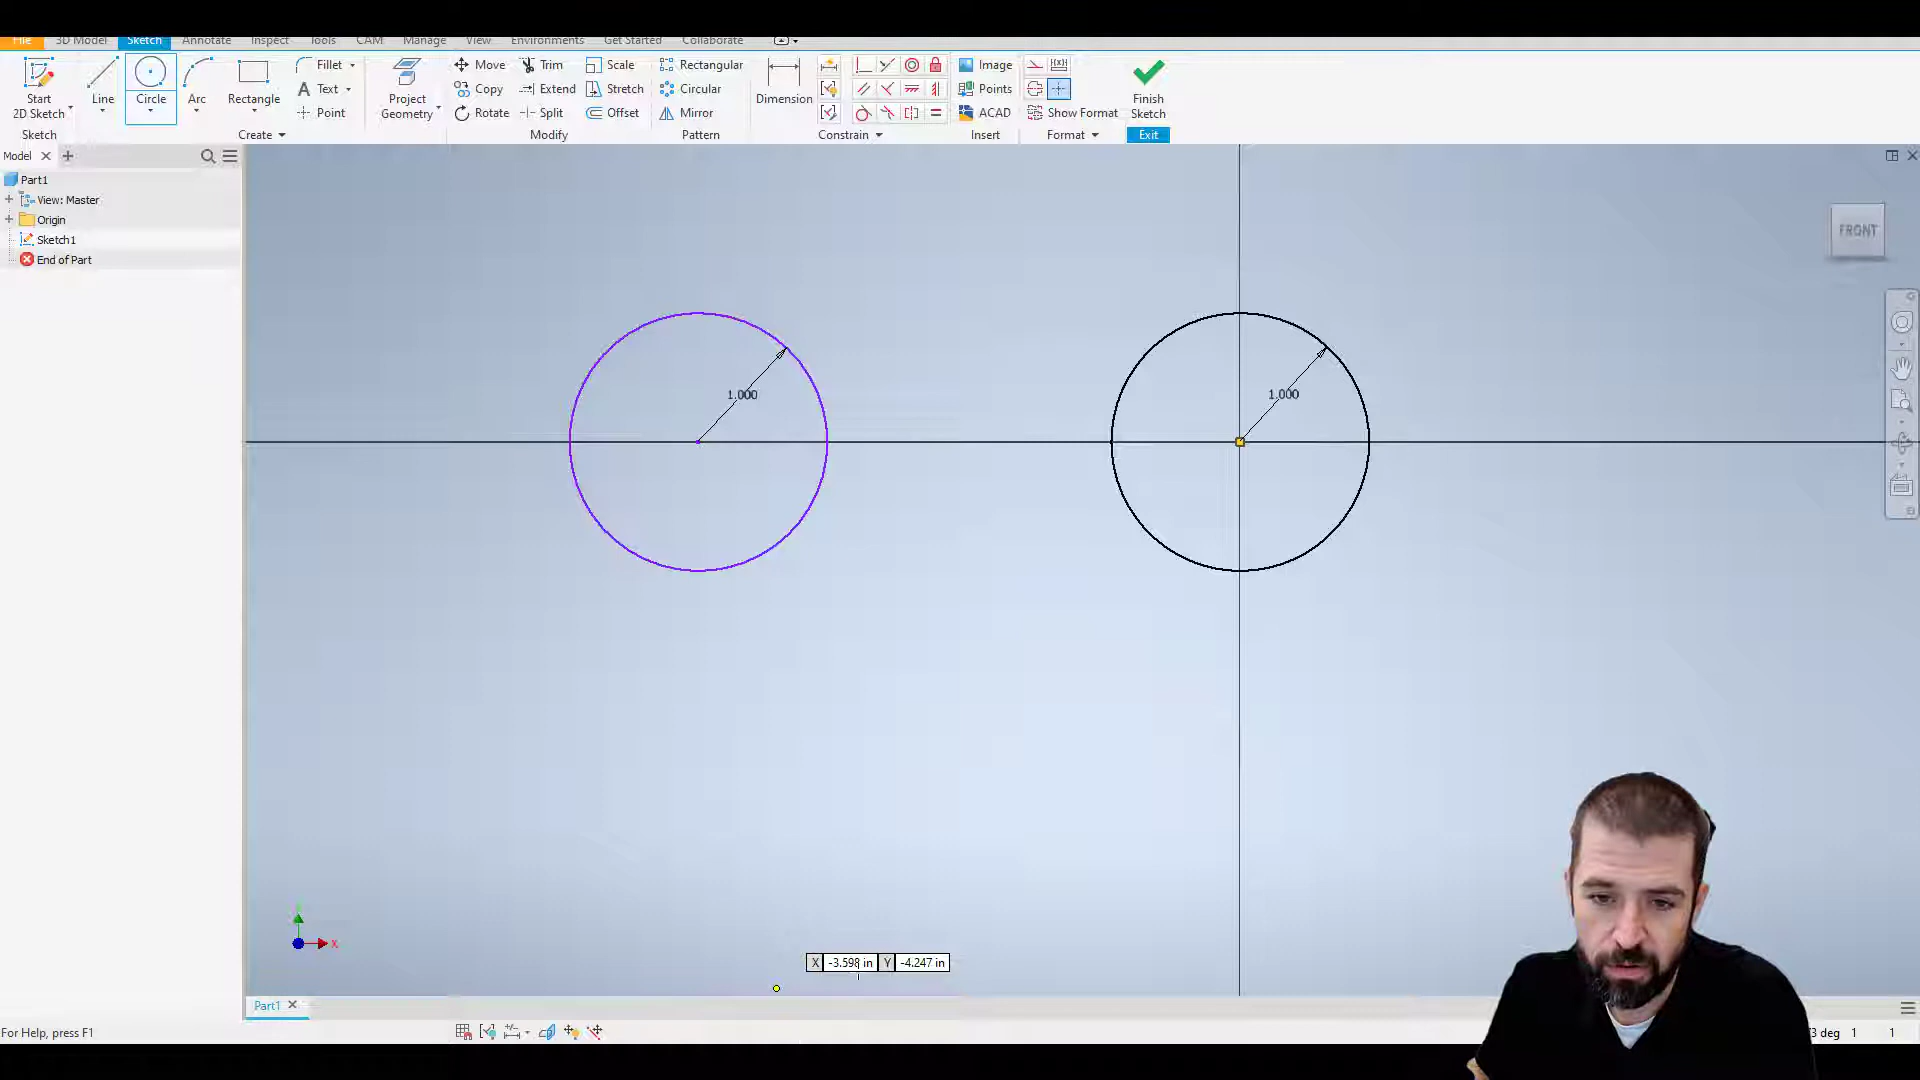 File 3D Model Sketch Annotate Inspect Tools CAM Manage View Environments Get Started Collaborate
Start 2D Sketch Line Circle Arc Rectangle
Fillet
Text
Point
Project Geometry
Move Trim Scale
Copy Extend Stretch
Rotate Split Offset
Rectangular
Circular
Mirror
Dimension
Image
Points
ACAD
Show Format
Finish Sketch
Sketch Create Modify Pattern Constrain Insert Format Exit
Model
Part1
View: Master
Origin
Sketch1
End of Part
FRONT
1.000
1.000
X
X -3.598 in Y -4.247 in
Part1
For Help, press F1
deg 1 1